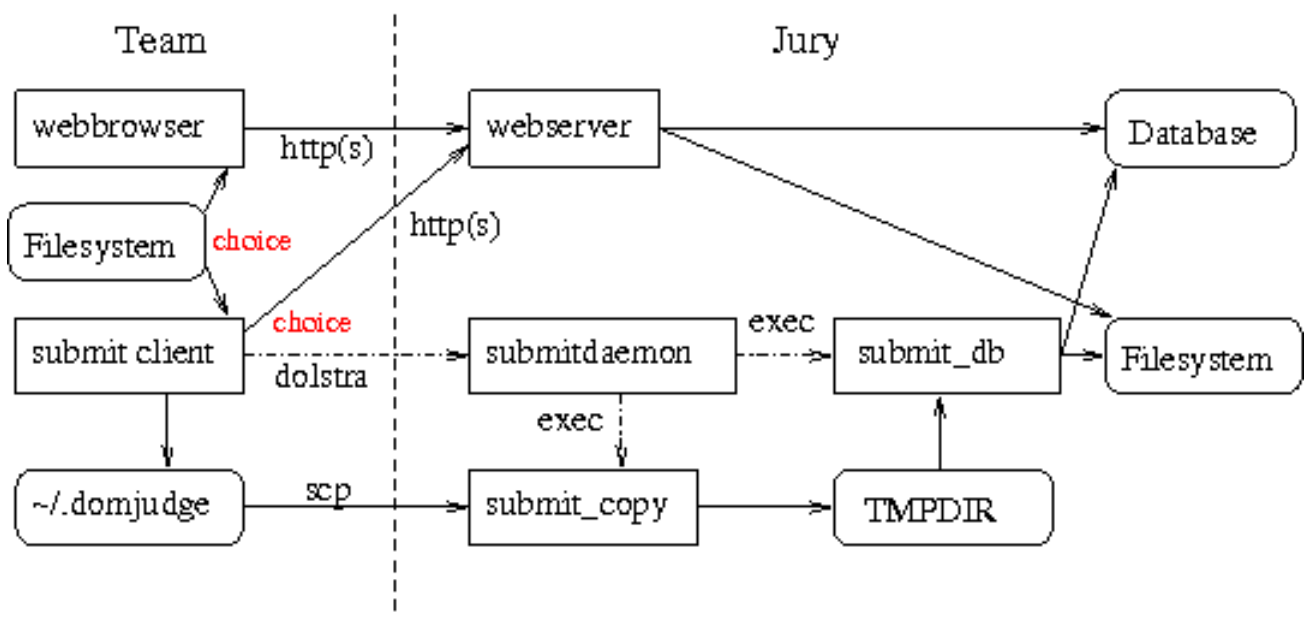 Team
Jury
webbrowser
http(s)
webserver
Database
Filesystem
choice
http(s)
submit client
choice
dolstra
submitdaemon
exec
submit_db
Filesystem
exec
~/.domjudge
scp
submit_copy
TMPDIR